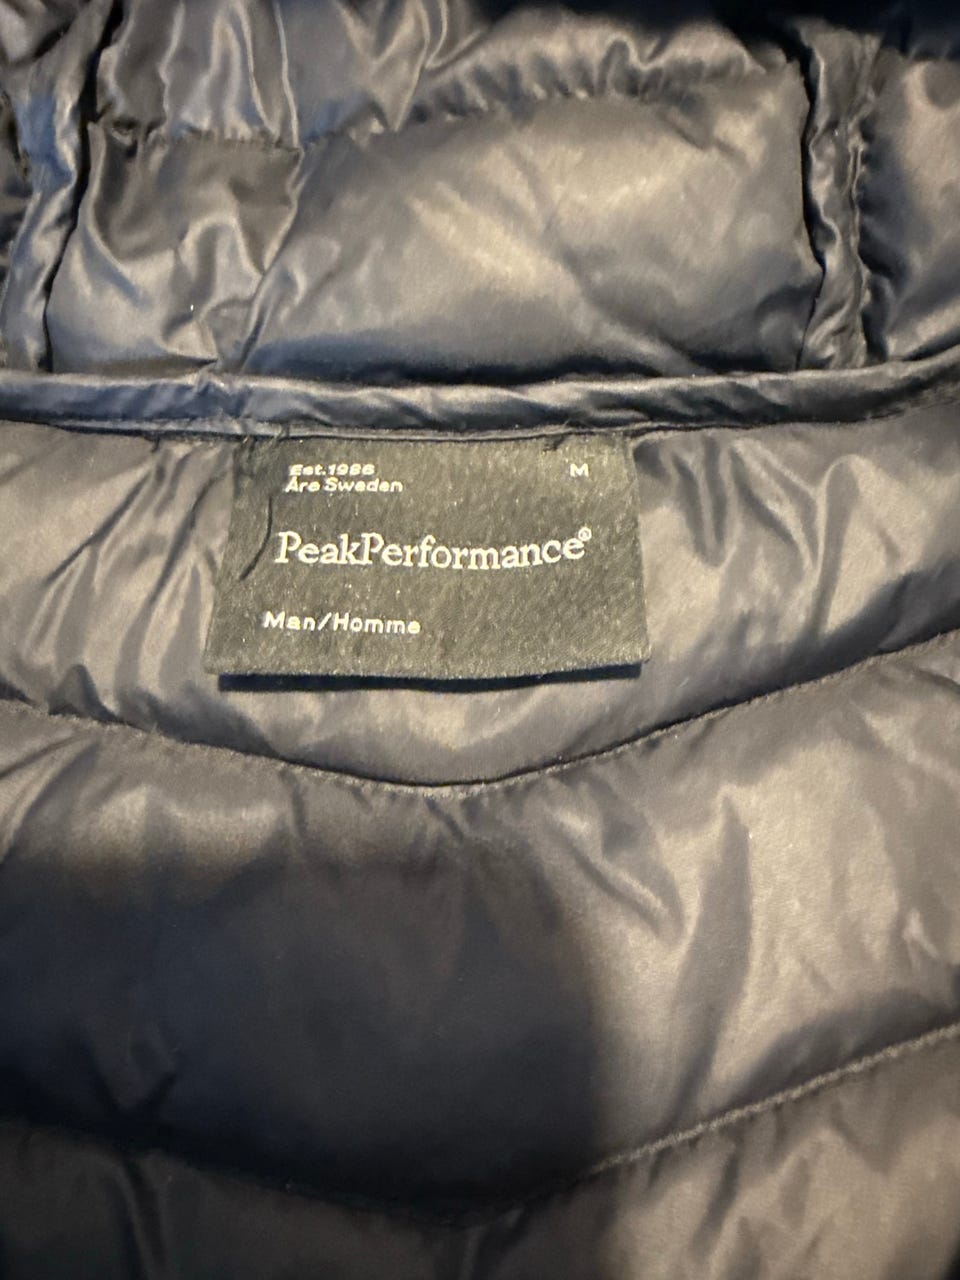 Est.1986
Åre Sweden
M
PeakPerformance®
Man/Homme